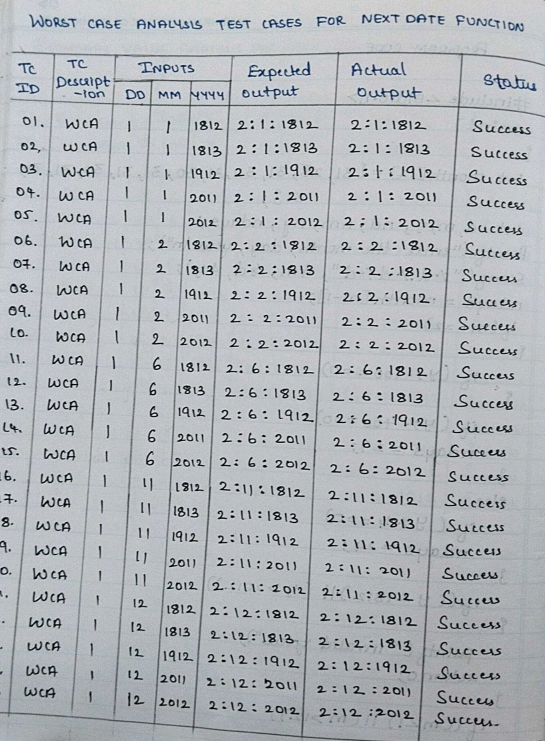 WORST CASE ANALYSIS TEST CASES FOR NEXT DATE FUNCTION
TC ID TC Descript-ion INPUTS Expected output Actual output Status
DD MM YYYY
01. WCA 1 1 1812 2:1:1812 2:1:1812 Success
02, WCA 1 1 1813 2:1:1813 2:1:1813 Success
03. WCA 1 1 1912 2:1:1912 2:1:1912 Success
04. WCA 1 1 2011 2:1:2011 2:1:2011 Success
05. WCA 1 1 2012 2:1:2012 2:1:2012 Success
06. WCA 1 2 1812 2:2:1812 2:2:1812 Success
07. WCA 1 2 1813 2:2:1813 2:2:1813 Success
08. WCA 1 2 1912 2:2:1912 2:2:1912 Success
09. WCA 1 2 2011 2:2:2011 2:2:2011 Success
10. WCA 1 2 2012 2:2:2012 2:2:2012 Success
11. WCA 1 6 1812 2:6:1812 2:6:1812 Success
12. WCA 1 6 1813 2:6:1813 2:6:1813 Success
13. WCA 1 6 1912 2:6:1912 2:6:1912 Success
14. WCA 1 6 2011 2:6:2011 2:6:2011 Success
15. WCA 1 6 2012 2:6:2012 2:6:2012 Success
6. WCA 1 11 1812 2:11:1812 2:11:1812 Success
7. WCA 1 11 1813 2:11:1813 2:11:1813 Success
8. WCA 1 11 1912 2:11:1912 2:11:1912 Success
9. WCA 1 11 2011 2:11:2011 2:11:2011 Success
0. WCA 1 11 2012 2:11:2012 2:11:2012 Success
. WCA 1 12 1812 2:12:1812 2:12:1812 Success
. WCA 1 12 1813 2:12:1813 2:12:1813 Success
. WCA 1 12 1912 2:12:1912 2:12:1912 Success
. WCA 1 12 2011 2:12:2011 2:12:2011 Success
. WCA 1 12 2012 2:12:2012 2:12:2012 Success